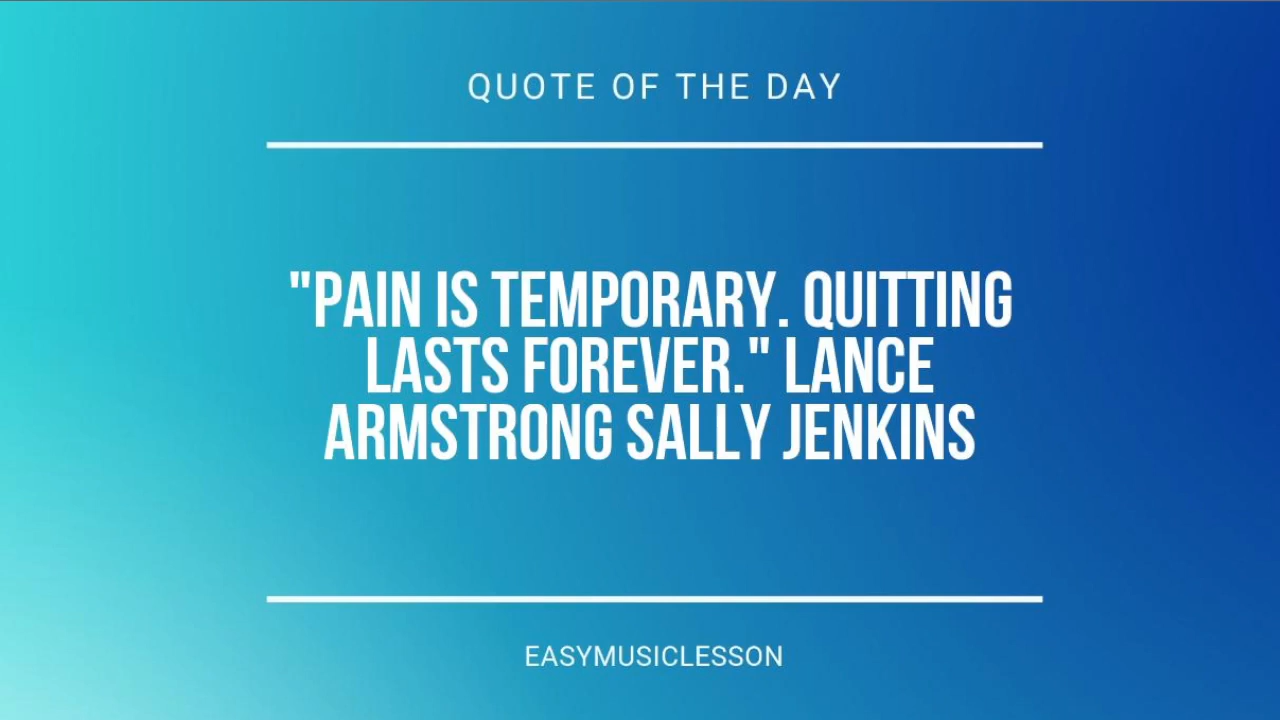 QUOTE OF THE DAY
"PAIN IS TEMPORARY. QUITTING
LASTS FOREVER." LANCE
ARMSTRONG SALLY JENKINS
EASYMUSICLESSON